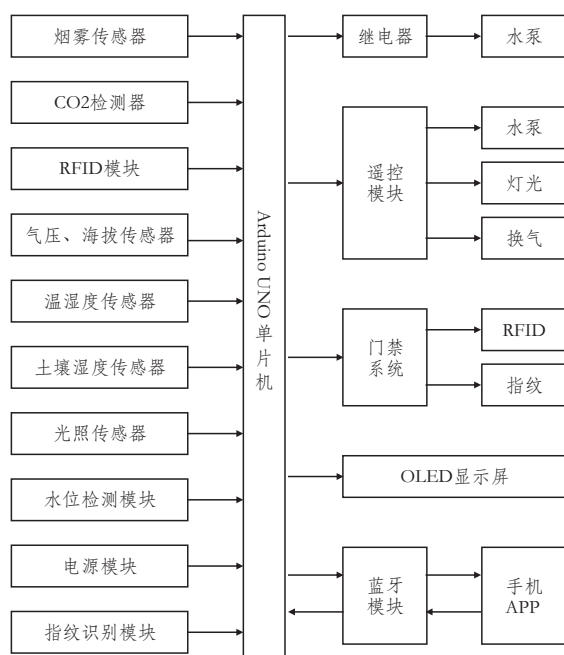 烟雾传感器
CO2检测器
RFID模块
气压、海拔传感器
温湿度传感器
土壤湿度传感器
光照传感器
水位检测模块
电源模块
指纹识别模块
Arduino UNO 单片机
继电器
水泵
遥控
模块
水泵
灯光
换气
门禁
系统
RFID
指纹
OLED显示屏
蓝牙
模块
手机
APP